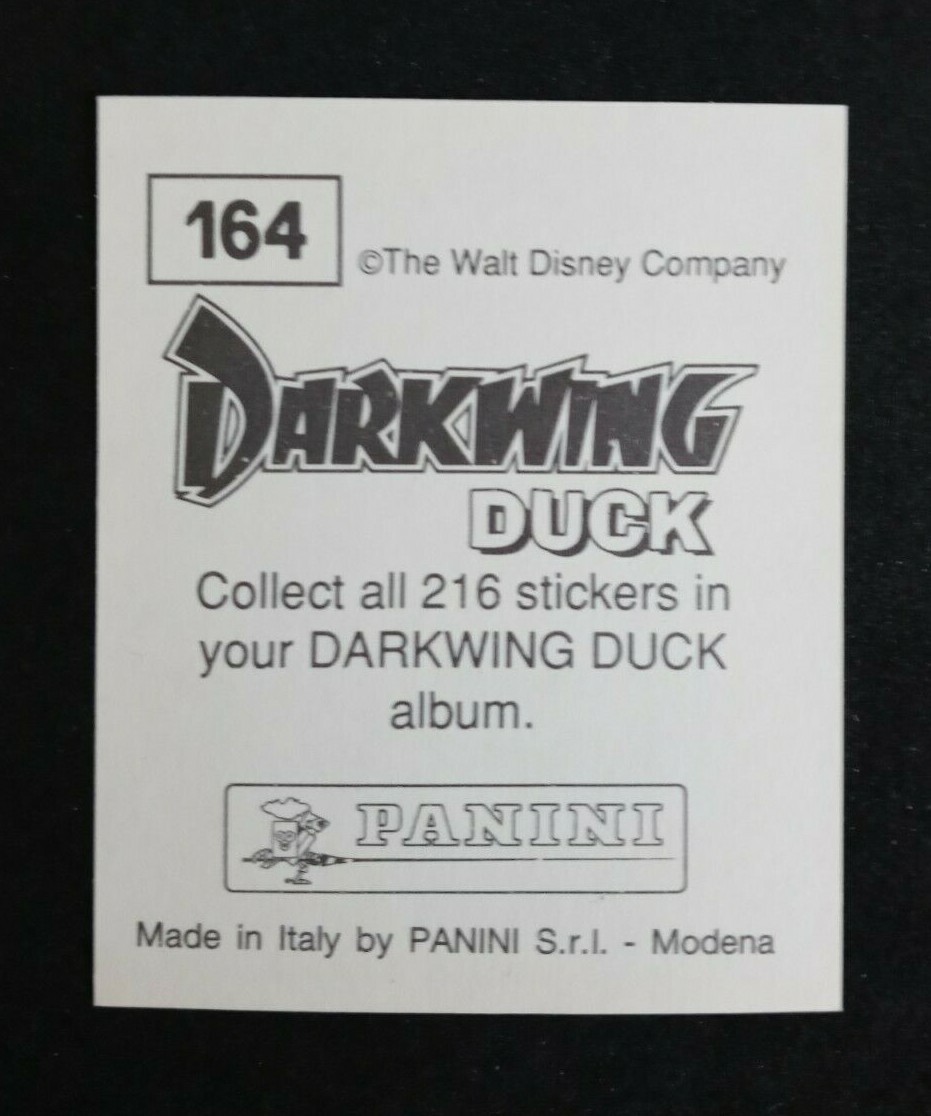 164
©The Walt Disney Company
DARKWING
DUCK
Collect all 216 stickers in
your DARKWING DUCK
album.
PANINI
Made in Italy by PANINI S.r.l. - Modena